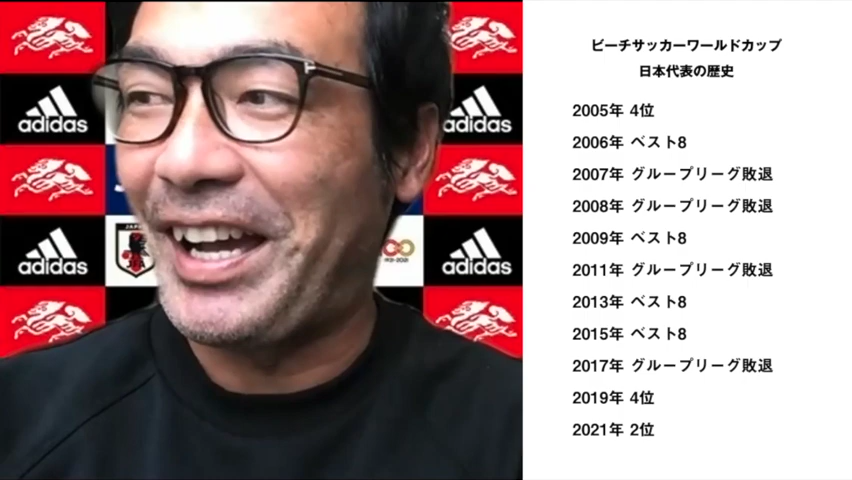 ビーチサッカーワールドカップ
日本代表の歴史
2005年 4位
2006年 ベスト8
2007年 グループリーグ敗退
2008年 グループリーグ敗退
2009年 ベスト8
2011年 グループリーグ敗退
2013年 ベスト8
2015年 ベスト8
2017年 グループリーグ敗退
2019年 4位
2021年 2位
adidas
adidas
JFA
adidas
adidas